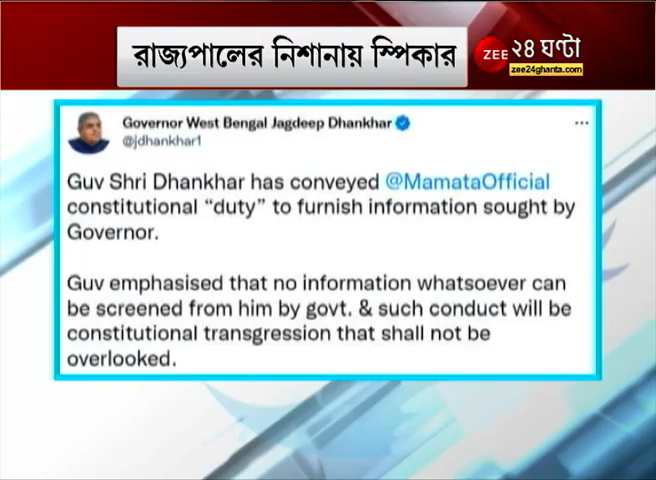 রাজ্যপালের নিশানায় স্পিকার
ZEE ২৪ ঘণ্টা
zee24ghanta.com
Governor West Bengal Jagdeep Dhankhar
@jdhankhar1
Guv Shri Dhankhar has conveyed @MamataOfficial
constitutional “duty” to furnish information sought by
Governor.
Guv emphasised that no information whatsoever can
be screened from him by govt. & such conduct will be
constitutional transgression that shall not be
overlooked.